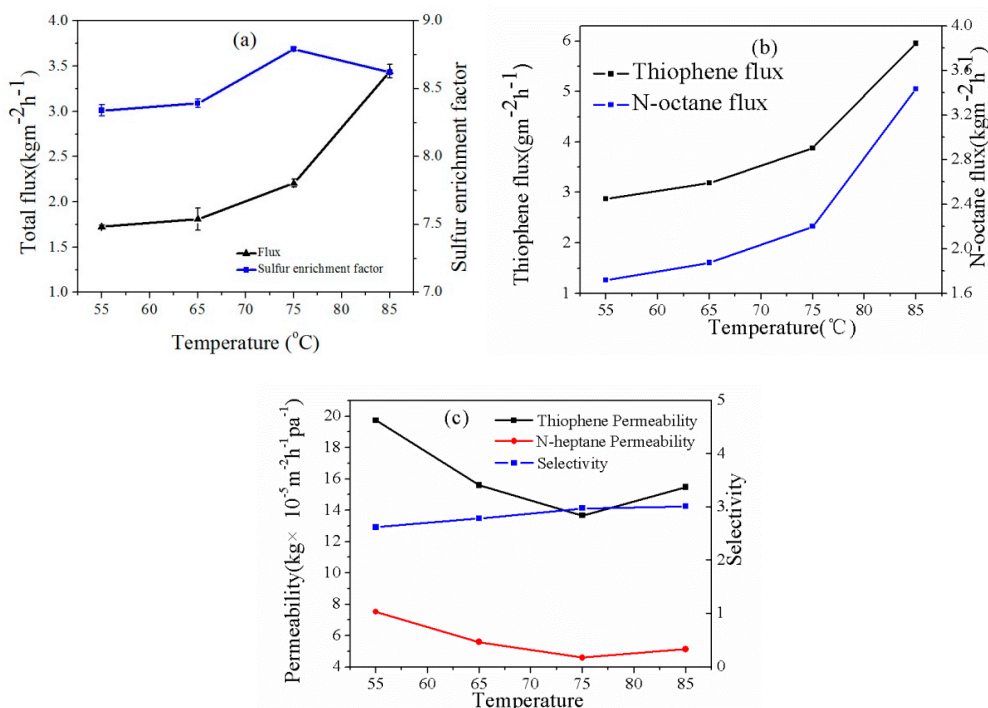 (a)
Total flux(kgm-2h-1)
4.0
3.5
3.0
2.5
2.0
1.5
1.0
9.0
8.5
8.0
7.5
7.0
Sulfur enrichment factor
Flux
Sulfur enrichment factor
55 60 65 70 75 80 85
Temperature (°C)
(b)
Thiophene flux(gm-2h-1)
6
5
4
3
2
1
4.0
3.6
3.2
2.8
2.4
2.0
1.6
N-octane flux(kgm-2h-1)
Thiophene flux
N-octane flux
55 60 65 70 75 80 85
Temperature(℃)
(c)
Permeability(kg× 10-5m-2h-1pa-1)
20
18
16
14
12
10
8
6
4
5
4
3
2
1
0
Selectivity
Thiophene Permeability
N-heptane Permeability
Selectivity
55 60 65 70 75 80 85
Temperature